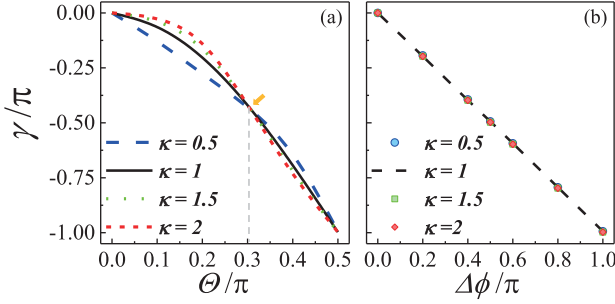 (a)
(b)
γ/π
0.00
-0.25
-0.50
-0.75
-1.00
κ = 0.5
κ = 1
κ = 1.5
κ = 2
κ = 0.5
κ = 1
κ = 1.5
κ=2
0.0 0.1 0.2 0.3 0.4 0.5
0.0 0.2 0.4 0.6 0.8 1.0
Θ/π
Δϕ/π